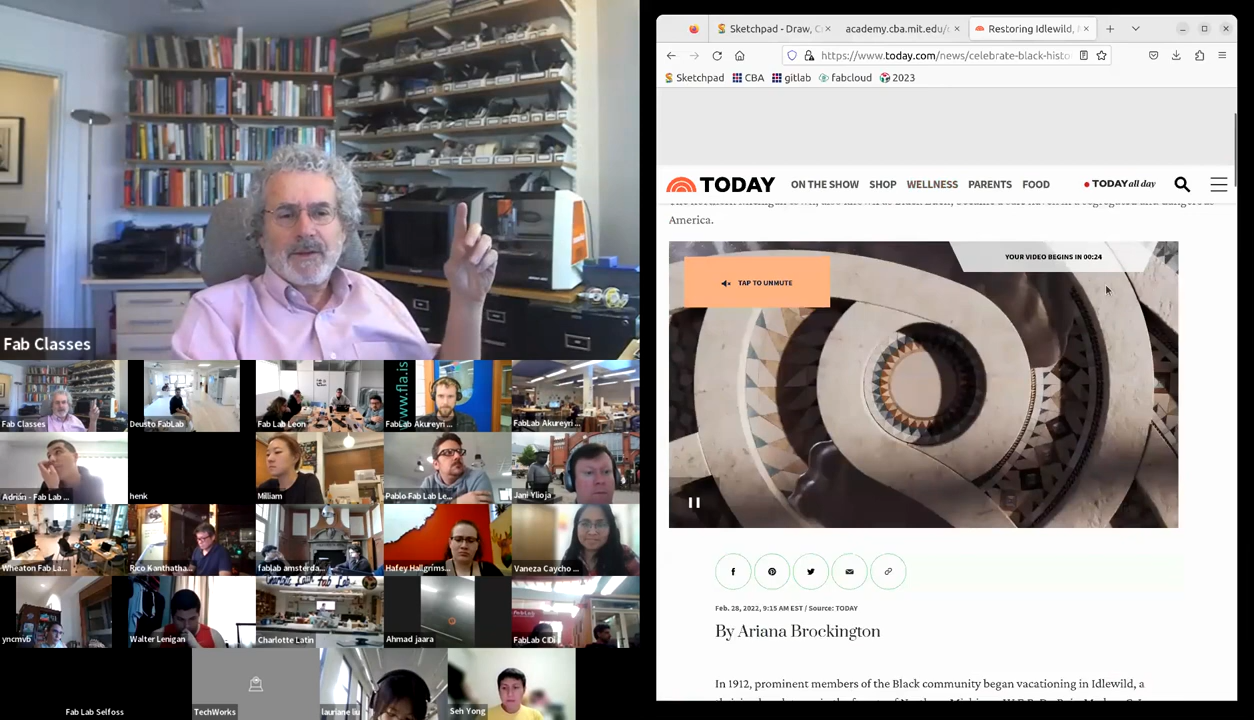 Fab Classes
www.fla.is
Fab Classes
Deusto FabLab
Fab Lab Leon
FabLab Akureyri ...
FabLab Akureyri ...
Adrián - Fab Lab ...
henk
Miliam
Pablo Fab Lab Le...
Jani Ylioja
Wheaton Fab La...
Rico Kanthatha...
fablab amsterda...
Hafey Hallgríms...
Vaneza Caycho ...
yncmvb
Walter Lenigan
Charlotte Latin
Ahmad jaara
FabLab CIDi
Fab Lab Selfoss
TechWorks
lauriane liu
Seh Yong
Sketchpad - Draw, C
academy.cba.mit.edu/
Restoring Idlewild,
https://www.today.com/news/celebrate-black-histo
Sketchpad
CBA
gitlab
fabcloud
2023
TODAY
ON THE SHOW
SHOP
WELLNESS
PARENTS
FOOD
TODAY all day
America.
YOUR VIDEO BEGINS IN 00:24
TAP TO UNMUTE
Feb. 28, 2022, 9:15 AM EST / Source: TODAY
By Ariana Brockington
In 1912, prominent members of the Black community began vacationing in Idlewild, a